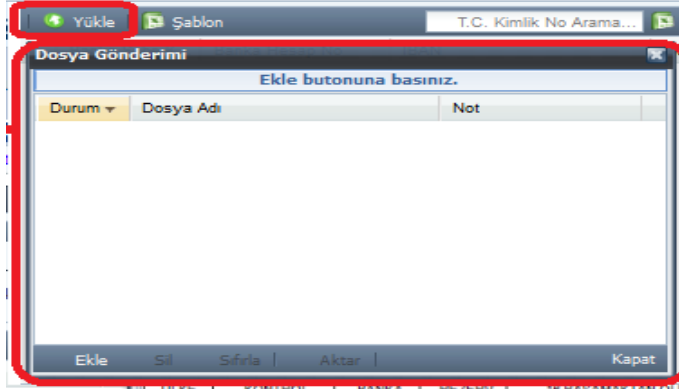 Yükle Şablon T.C. Kimlik No Arama...
Dosya Gönderimi
Ekle butonuna basınız.
Durum Dosya Adı Not
Ekle Sil Sıfırla Aktar Kapat